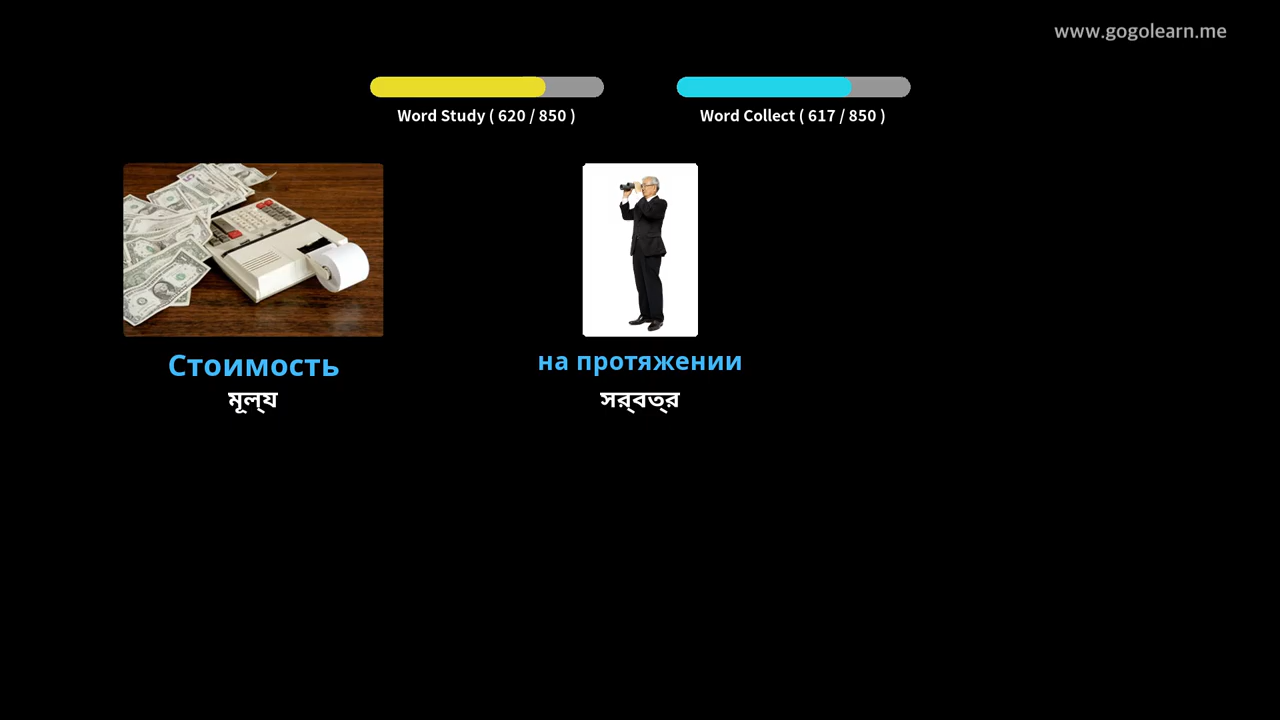 www.gogolearn.me
Word Study ( 620 / 850 )
Word Collect ( 617 / 850 )
Стоимость
মূল্য
на протяжении
সর্বত্র